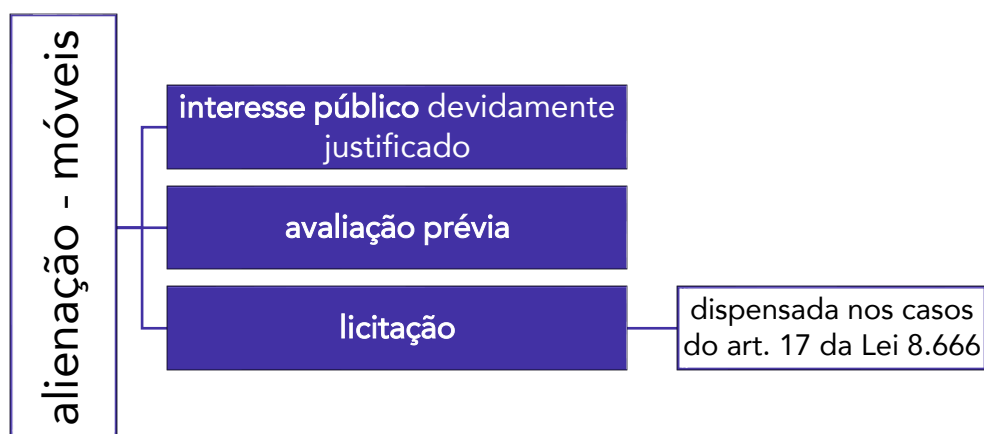 alienação - móveis
interesse público devidamente
justificado
avaliação prévia
licitação
dispensada nos casos
do art. 17 da Lei 8.666